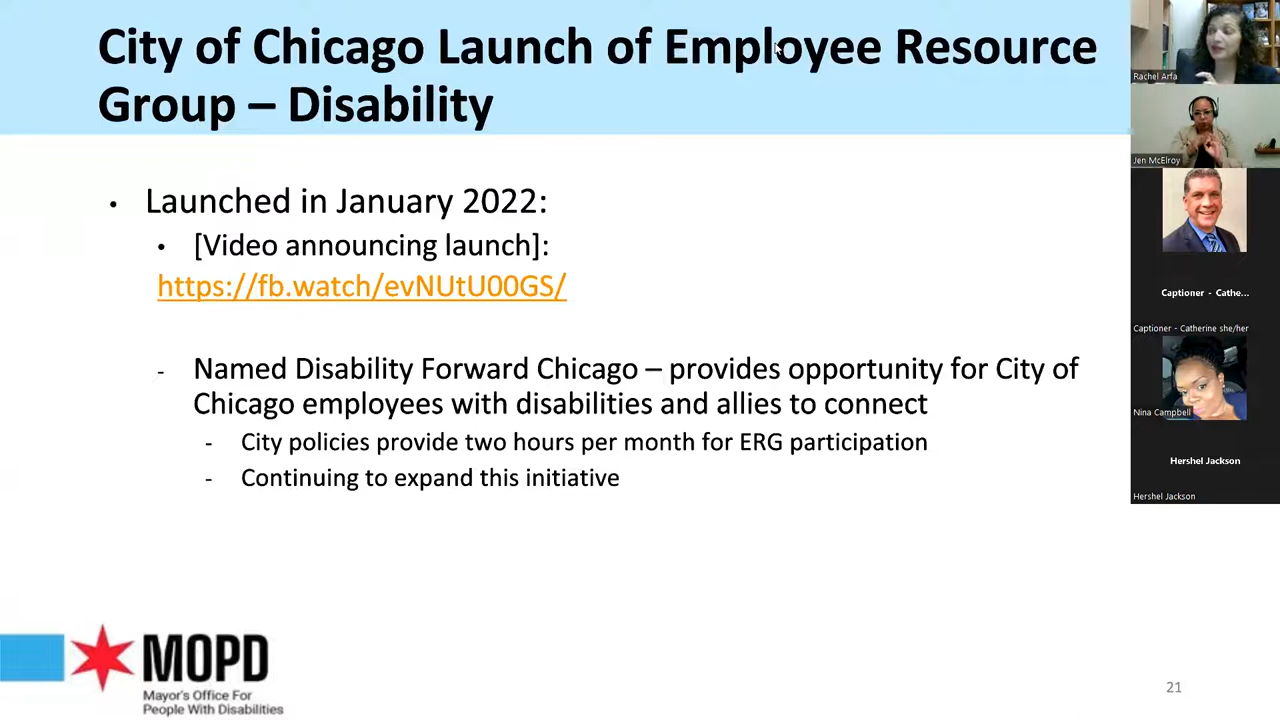 City of Chicago Launch of Employee Resource
Group – Disability
• Launched in January 2022:
• [Video announcing launch]:
https://fb.watch/evNUtU00GS/
- Named Disability Forward Chicago – provides opportunity for City of
Chicago employees with disabilities and allies to connect
- City policies provide two hours per month for ERG participation
- Continuing to expand this initiative
MOPD
Mayor's Office For
People With Disabilities
21
Rachel Arfa
Jen McElroy
Captioner - Cathe...
Captioner - Catherine she/her
Nina Campbell
Hershel Jackson
Hershel Jackson